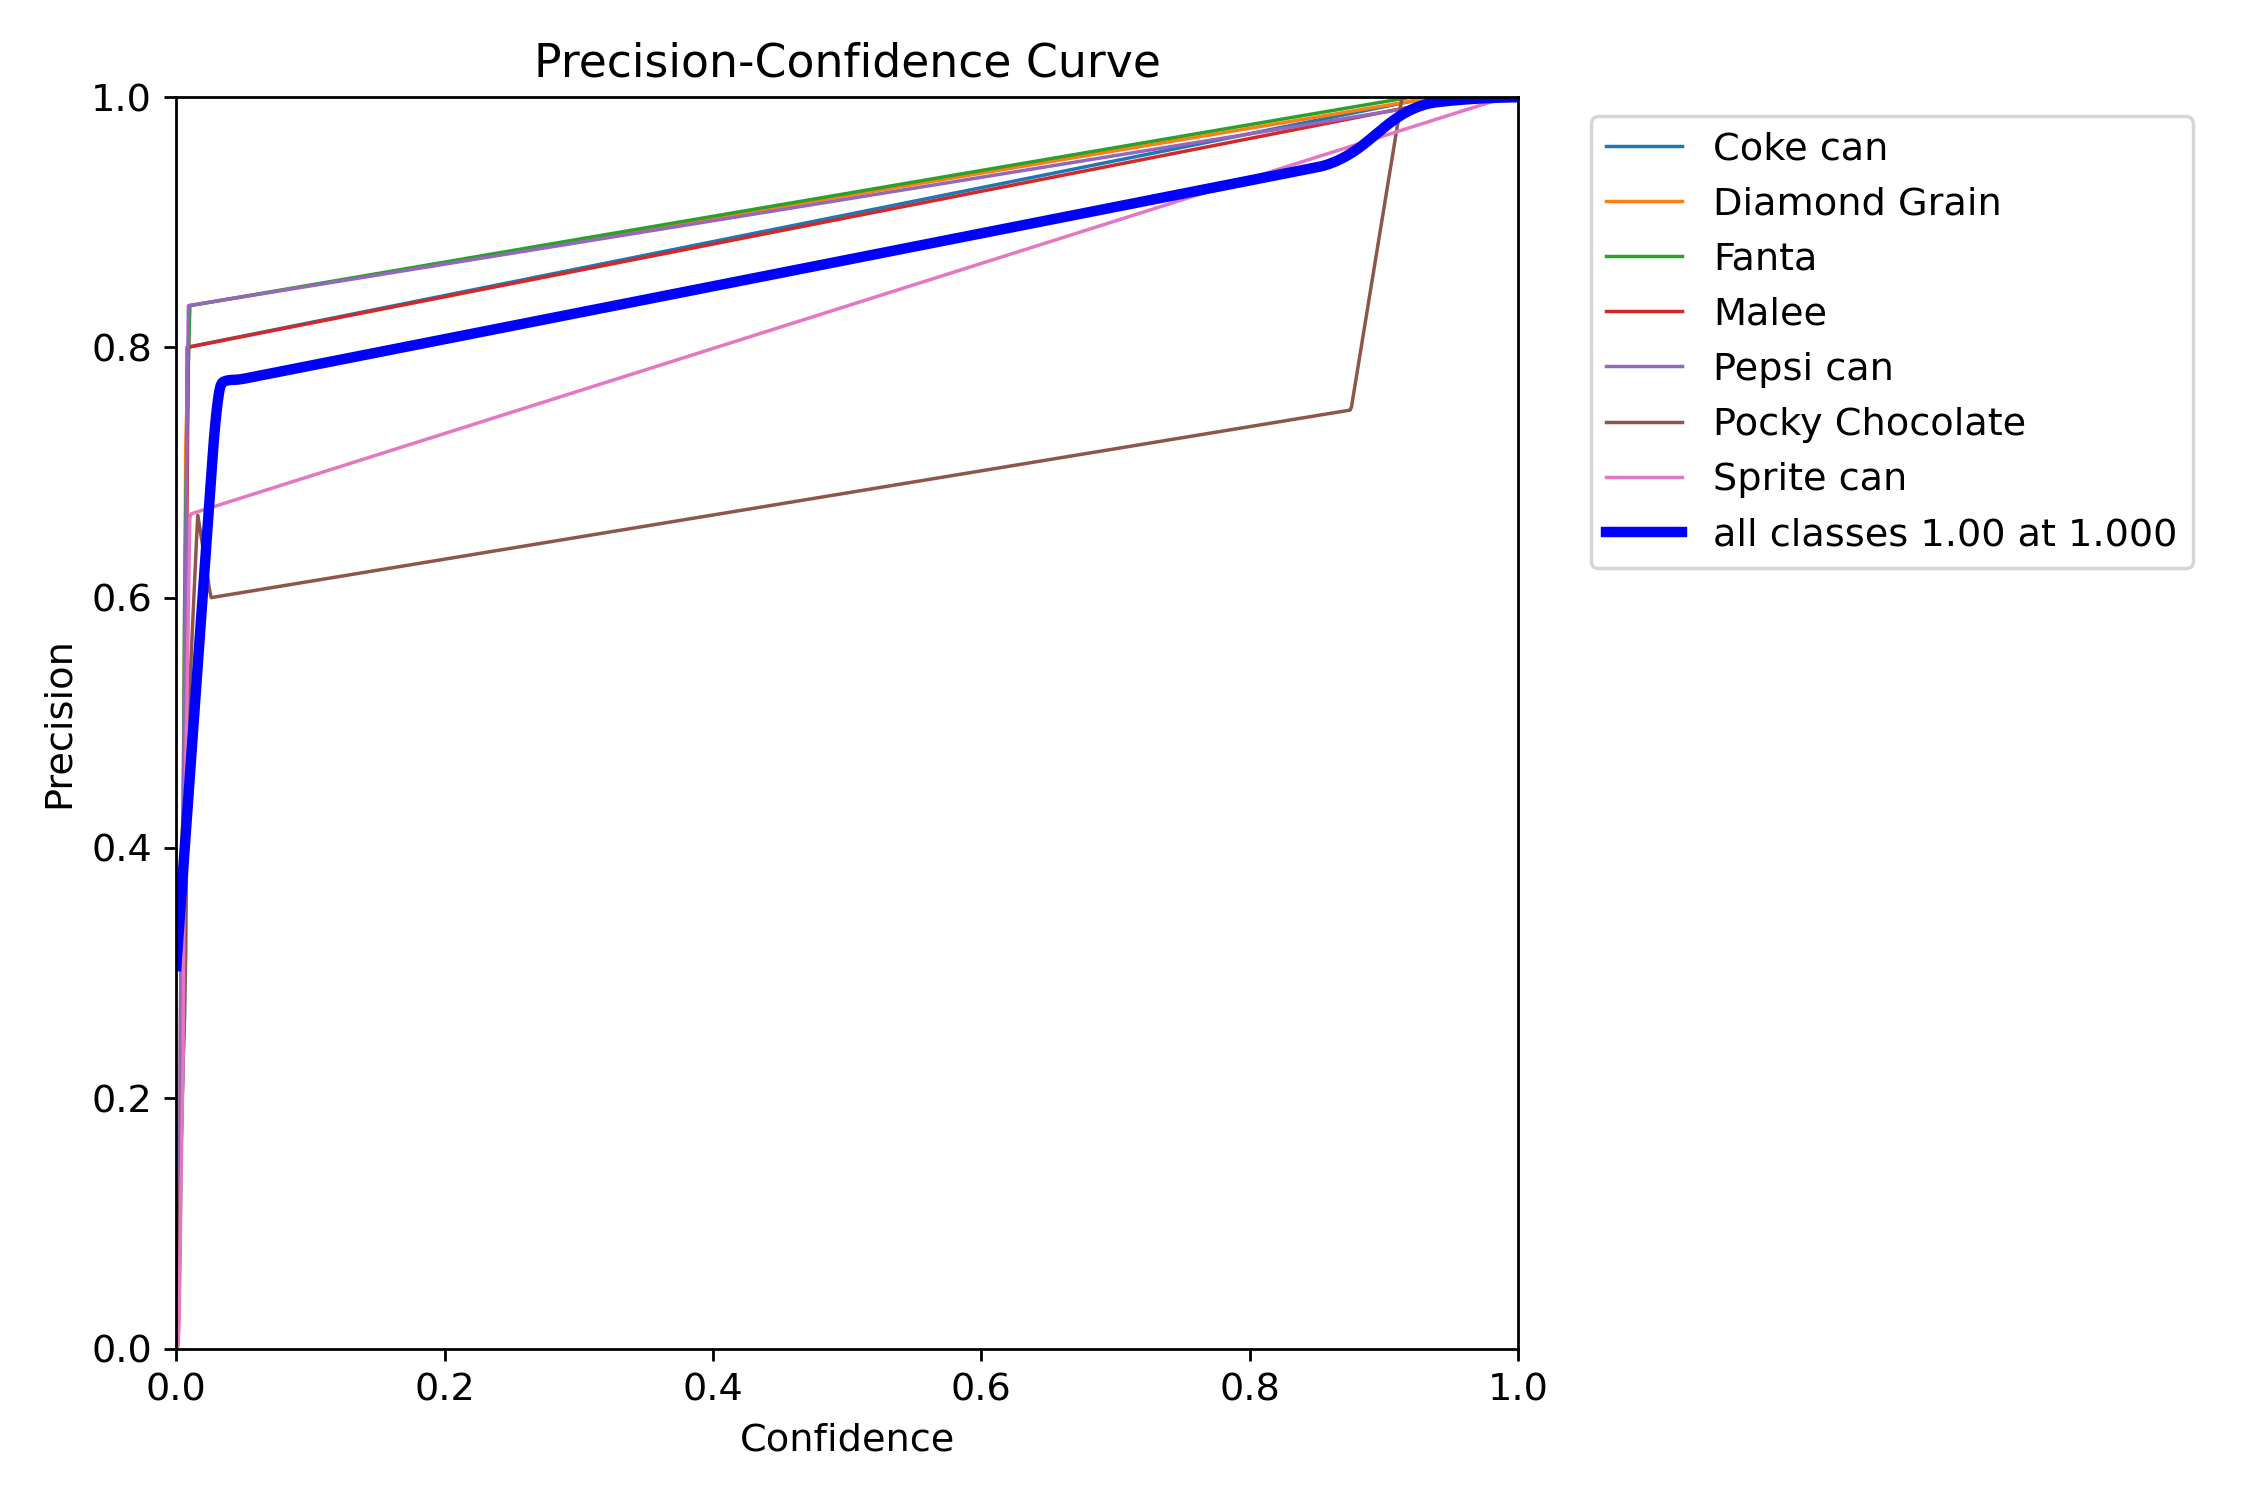 Precision-Confidence Curve
1.0
0.8
0.6
0.4
0.2
0.0
Precision
0.0 0.2 0.4 0.6 0.8 1.0
Confidence
Coke can
Diamond Grain
Fanta
Malee
Pepsi can
Pocky Chocolate
Sprite can
all classes 1.00 at 1.000